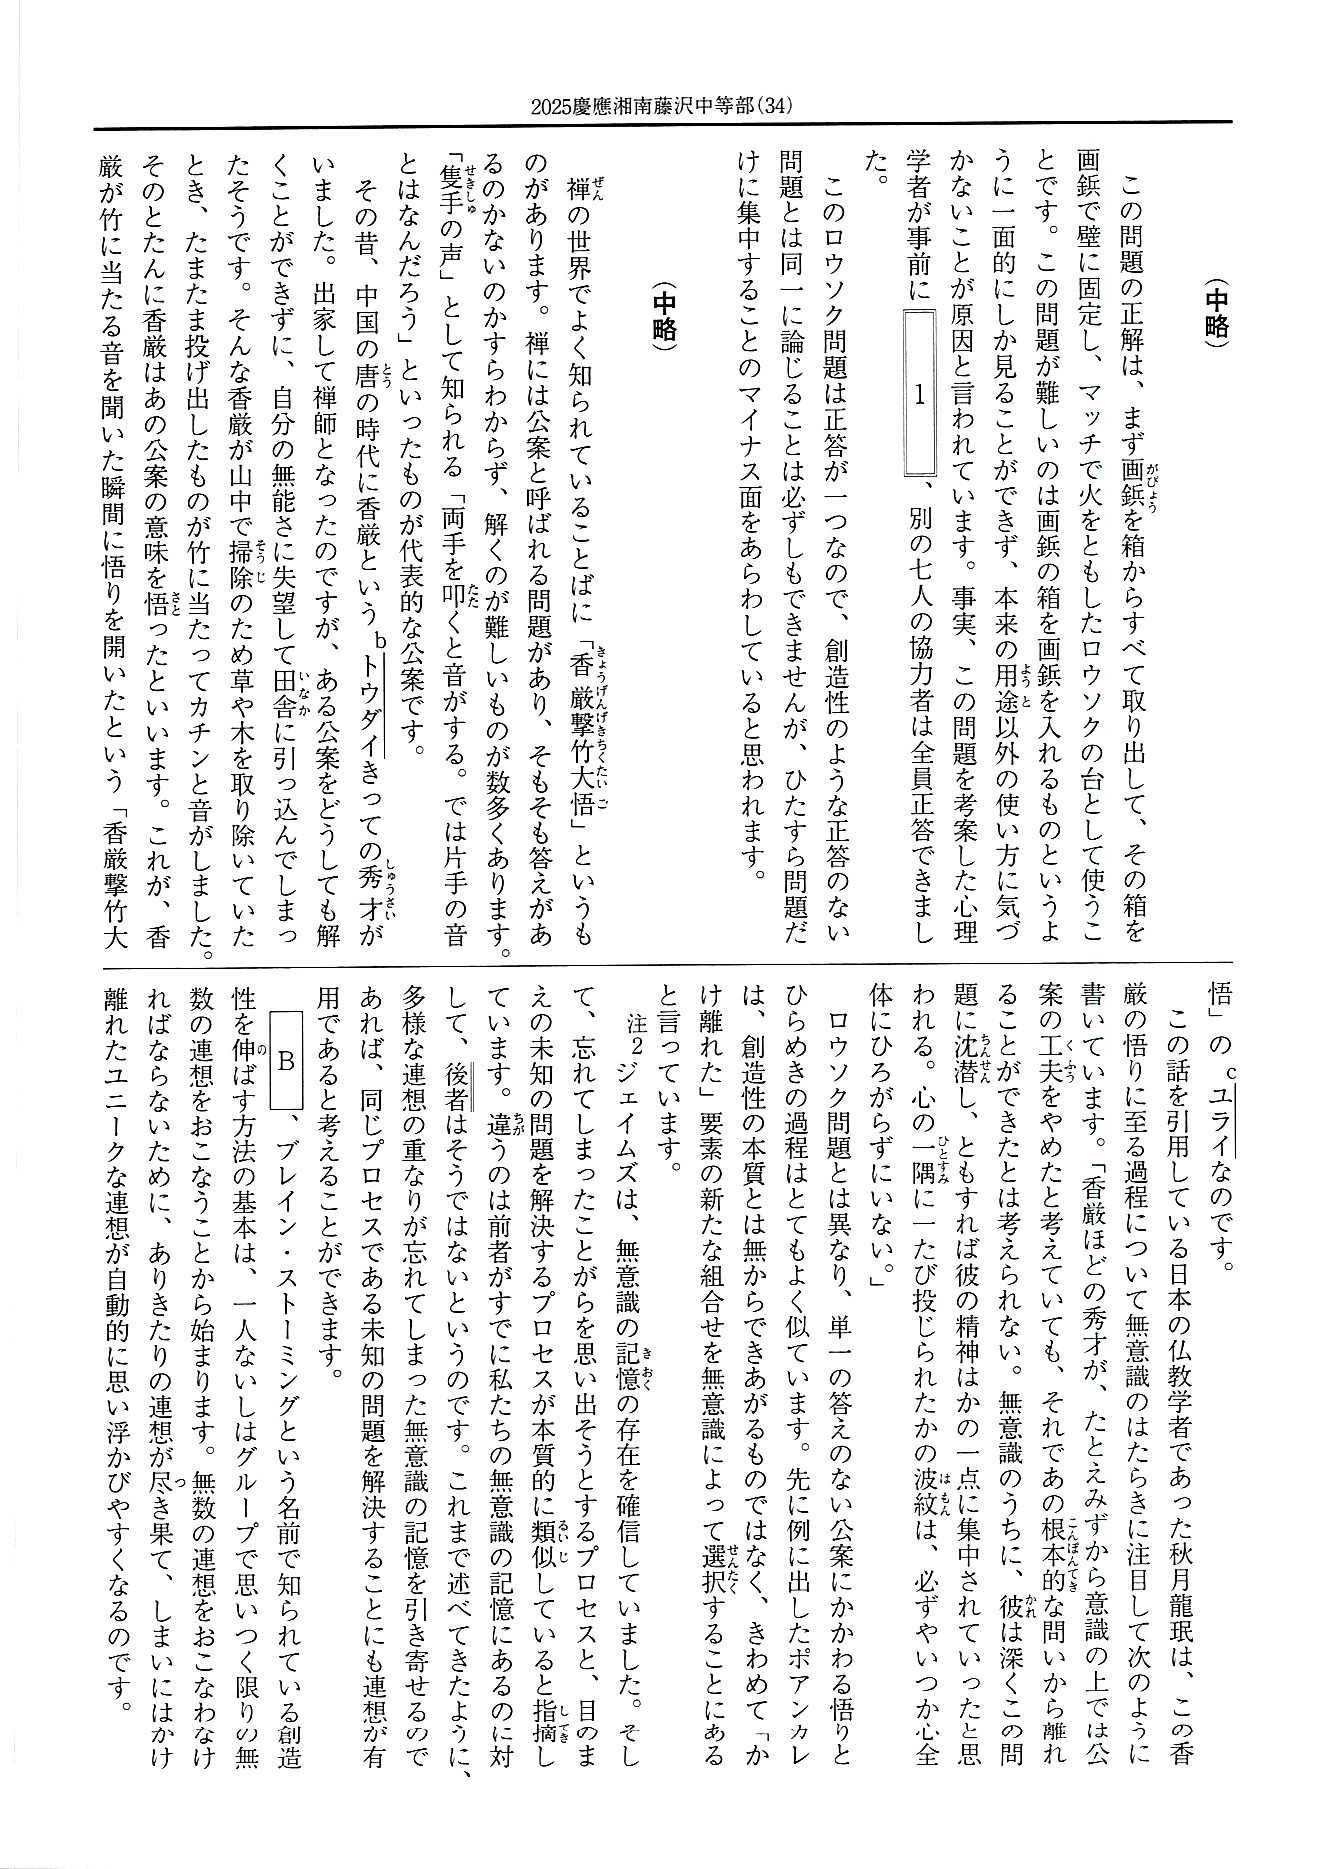 2025慶應湘南藤沢中等部(34)
（中略）
この問題の正解は、まず画鋲を箱からすべて取り出して、その箱を
画鋲で壁に固定し、マッチで火をともしたロウソクの台として使うこ
とです。この問題が難しいのは画鋲の箱を画鋲を入れるものというよ
うに一面的にしか見ることができず、本来の用途以外の使い方に気づ
かないことが原因と言われています。事実、この問題を考案した心理
学者が事前に 1 、別の七人の協力者は全員正答できまし
た。
このロウソク問題は正答が一つなので、創造性のような正答のない
問題とは同一に論じることは必ずしもできませんが、ひたすら問題だ
けに集中することのマイナス面をあらわしていると思われます。
（中略）
禅の世界でよく知られていることばに「香厳撃竹大悟」というも
のがあります。禅には公案と呼ばれる問題があり、そもそも答えがあ
るのかないのかすらわからず、解くのが難しいものが数多くあります。
「隻手の声」として知られる「両手を叩くと音がする。では片手の音
とはなんだろう」といったものが代表的な公案です。
その昔、中国の唐の時代に香厳というbトウダイきっての秀才が
いました。出家して禅師となったのですが、ある公案をどうしても解
くことができずに、自分の無能さに失望して田舎に引っ込んでしまっ
たそうです。そんな香厳が山中で掃除のため草や木を取り除いていた
とき、たまたま投げ出したものが竹に当たってカチンと音がしました。
そのとたんに香厳はあの公案の意味を悟ったといいます。これが、香
厳が竹に当たる音を聞いた瞬間に悟りを開いたという「香厳撃竹大
悟」のcユライなのです。
この話を引用している日本の仏教学者であった秋月龍珉は、この香
厳の悟りに至る過程について無意識のはたらきに注目して次のように
書いています。「香厳ほどの秀才が、たとえみずから意識の上では公
案の工夫をやめたと考えていても、それであの根本的な問いから離れ
ることができたとは考えられない。無意識のうちに、彼は深くこの問
題に沈潜し、ともすれば彼の精神はかの一点に集中されていったと思
われる。心の一隅に一たび投じられたかの波紋は、必ずやいつか心全
体にひろがらずにいない。」
ロウソク問題とは異なり、単一の答えのない公案にかかわる悟りと
ひらめきの過程はとてもよく似ています。先に例に出したポアンカレ
は、創造性の本質とは無からできあがるものではなく、きわめて「か
け離れた」要素の新たな組合せを無意識によって選択することにある
と言っています。
注2ジェイムズは、無意識の記憶の存在を確信していました。そし
て、忘れてしまったことがらを思い出そうとするプロセスと、目のま
えの未知の問題を解決するプロセスが本質的に類似していると指摘し
ています。違うのは前者がすでに私たちの無意識の記憶にあるのに対
して、後者はそうではないというのです。これまで述べてきたように、
多様な連想の重なりが忘れてしまった無意識の記憶を引き寄せるので
あれば、同じプロセスである未知の問題を解決することにも連想が有
用であると考えることができます。
B 、ブレイン・ストーミングという名前で知られている創造
性を伸ばす方法の基本は、一人ないしはグループで思いつく限りの無
数の連想をおこなうことから始まります。無数の連想をおこなわなけ
ればならないために、ありきたりの連想が尽き果て、しまいにはかけ
離れたユニークな連想が自動的に思い浮かびやすくなるのです。